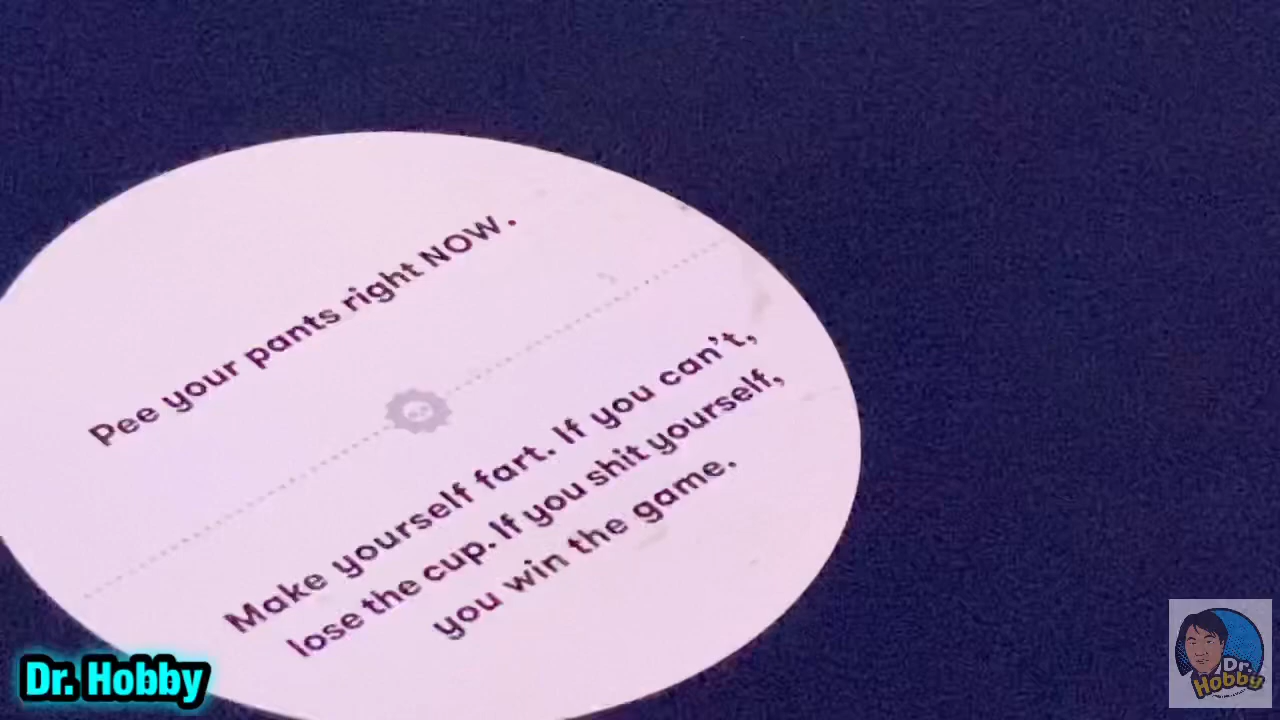 Pee your pants right NOW.
Make yourself fart. If you can't,
lose the cup. If you shit yourself,
you win the game.
Dr. Hobby
Dr.
Hobby